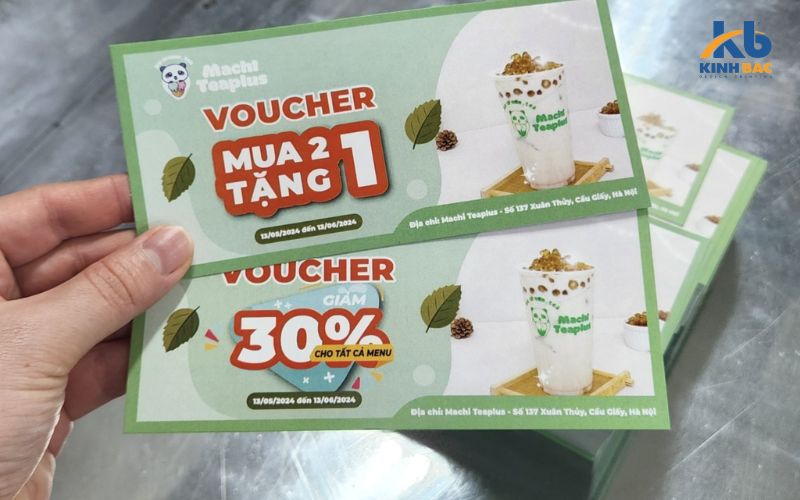 kb
KINH BAC
DESIGN PRINTING
Machi
Teaplus
VOUCHER
MUA 2
TẶNG 1
13/05/2024 đến 13/06/2024
Machi
Teaplus
Địa chỉ: Machi Teaplus - Số 137 Xuân Thủy, Cầu Giấy, Hà Nội
VOUCHER
GIẢM
30%
CHO TẤT CẢ MENU
13/05/2024 đến 13/06/2024
Machi
Teaplus
Địa chỉ: Machi Teaplus - Số 137 Xuân Thủy, Cầu Giấy, Hà Nội